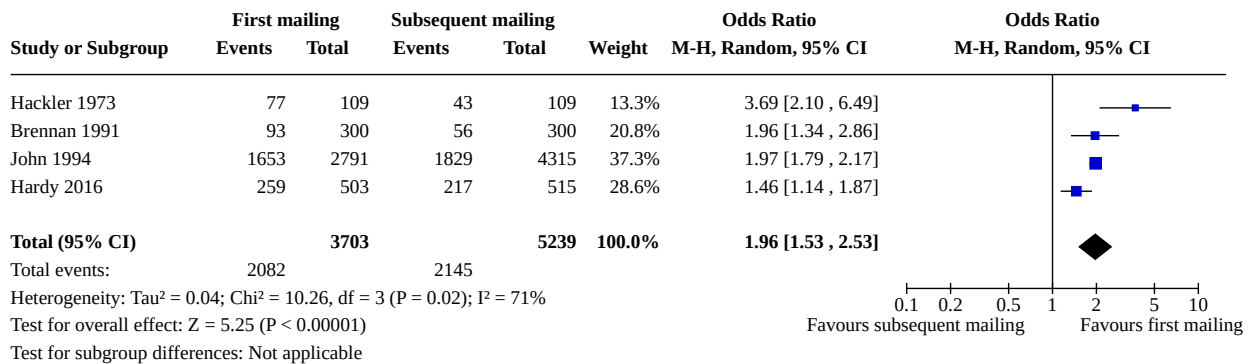 First mailing Subsequent mailing Odds Ratio Odds Ratio
Study or Subgroup Events Total Events Total Weight M-H, Random, 95% CI M-H, Random, 95% CI
Hackler 1973 77 109 43 109 13.3% 3.69 [2.10 , 6.49]
Brennan 1991 93 300 56 300 20.8% 1.96 [1.34 , 2.86]
John 1994 1653 2791 1829 4315 37.3% 1.97 [1.79 , 2.17]
Hardy 2016 259 503 217 515 28.6% 1.46 [1.14 , 1.87]
Total (95% CI) 3703 5239 100.0% 1.96 [1.53 , 2.53]
Total events: 2082 2145
Heterogeneity: Tau² = 0.04; Chi² = 10.26, df = 3 (P = 0.02); I² = 71%
0.1 0.2 0.5 1 2 5 10
Test for overall effect: Z = 5.25 (P < 0.00001)
Favours subsequent mailing Favours first mailing
Test for subgroup differences: Not applicable